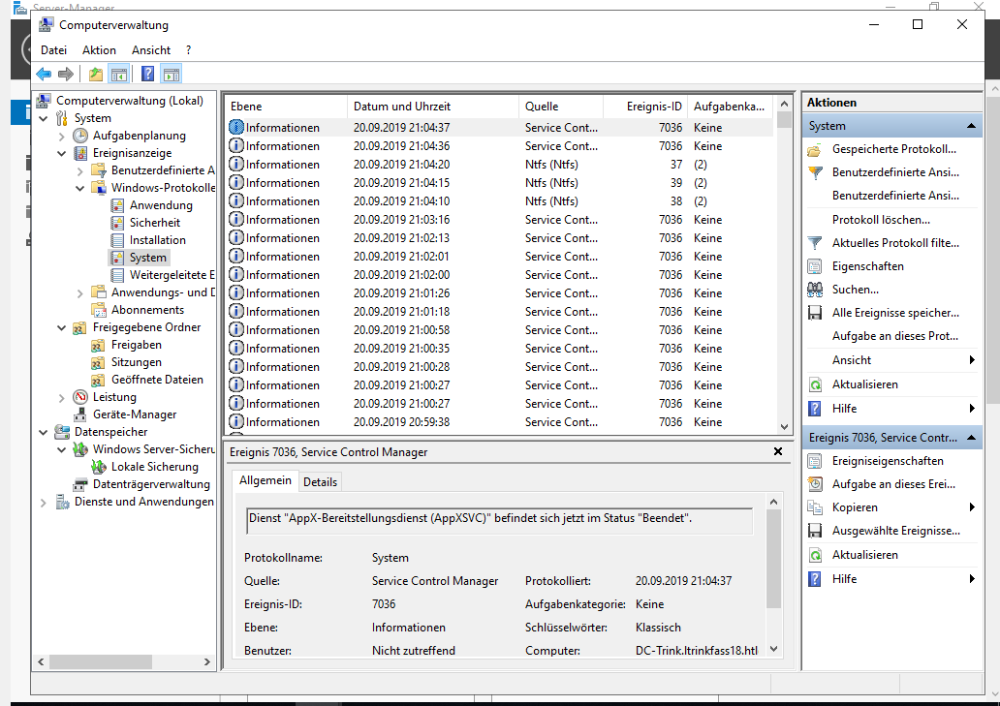 Server-Manager
Computerverwaltung
Datei Aktion Ansicht ?
Computerverwaltung (Lokal)
System
Aufgabenplanung
Ereignisanzeige
Benutzerdefinierte A
Windows-Protokolle
Anwendung
Sicherheit
Installation
System
Weitergeleitete E
Anwendungs- und D
Abonnements
Freigegebene Ordner
Freigaben
Sitzungen
Geöffnete Dateien
Leistung
Geräte-Manager
Datenspeicher
Windows Server-Sicheru
Lokale Sicherung
Datenträgerverwaltung
Dienste und Anwendungen
Ebene Datum und Uhrzeit Quelle Ereignis-ID Aufgabenka...
Informationen 20.09.2019 21:04:37 Service Cont... 7036 Keine
Informationen 20.09.2019 21:04:36 Service Cont... 7036 Keine
Informationen 20.09.2019 21:04:20 Ntfs (Ntfs) 37 (2)
Informationen 20.09.2019 21:04:15 Ntfs (Ntfs) 39 (2)
Informationen 20.09.2019 21:04:10 Ntfs (Ntfs) 38 (2)
Informationen 20.09.2019 21:03:16 Service Cont... 7036 Keine
Informationen 20.09.2019 21:02:13 Service Cont... 7036 Keine
Informationen 20.09.2019 21:02:01 Service Cont... 7036 Keine
Informationen 20.09.2019 21:02:00 Service Cont... 7036 Keine
Informationen 20.09.2019 21:01:26 Service Cont... 7036 Keine
Informationen 20.09.2019 21:01:18 Service Cont... 7036 Keine
Informationen 20.09.2019 21:00:58 Service Cont... 7036 Keine
Informationen 20.09.2019 21:00:35 Service Cont... 7036 Keine
Informationen 20.09.2019 21:00:28 Service Cont... 7036 Keine
Informationen 20.09.2019 21:00:27 Service Cont... 7036 Keine
Informationen 20.09.2019 21:00:27 Service Cont... 7036 Keine
Informationen 20.09.2019 20:59:38 Service Cont... 7036 Keine
Ereignis 7036, Service Control Manager
Allgemein Details
Dienst "AppX-Bereitstellungsdienst (AppXSVC)" befindet sich jetzt im Status "Beendet".
Protokollname: System
Quelle: Service Control Manager Protokolliert: 20.09.2019 21:04:37
Ereignis-ID: 7036 Aufgabenkategorie: Keine
Ebene: Informationen Schlüsselwörter: Klassisch
Benutzer: Nicht zutreffend Computer: DC-Trink.ltrinkfass18.htl
Aktionen
System
Gespeicherte Protokoll...
Benutzerdefinierte Ansi...
Benutzerdefinierte Ansi...
Protokoll löschen...
Aktuelles Protokoll filte...
Eigenschaften
Suchen...
Alle Ereignisse speicher...
Aufgabe an dieses Prot...
Ansicht
Aktualisieren
Hilfe
Ereignis 7036, Service Contr...
Ereigniseigenschaften
Aufgabe an dieses Erei...
Kopieren
Ausgewählte Ereignisse...
Aktualisieren
Hilfe